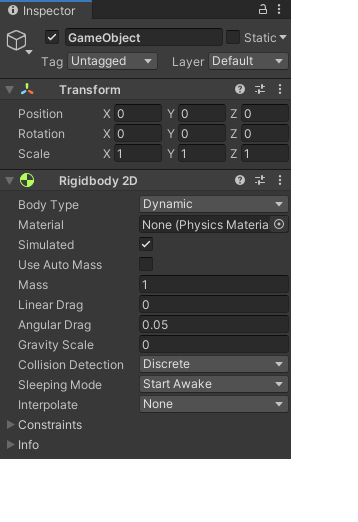 Inspector
GameObject Static
Tag Untagged Layer Default
Transform
Position X 0 Y 0 Z 0
Rotation X 0 Y 0 Z 0
Scale X 1 Y 1 Z 1
Rigidbody 2D
Body Type Dynamic
Material None (Physics Materia
Simulated
Use Auto Mass
Mass 1
Linear Drag 0
Angular Drag 0.05
Gravity Scale 0
Collision Detection Discrete
Sleeping Mode Start Awake
Interpolate None
Constraints
Info